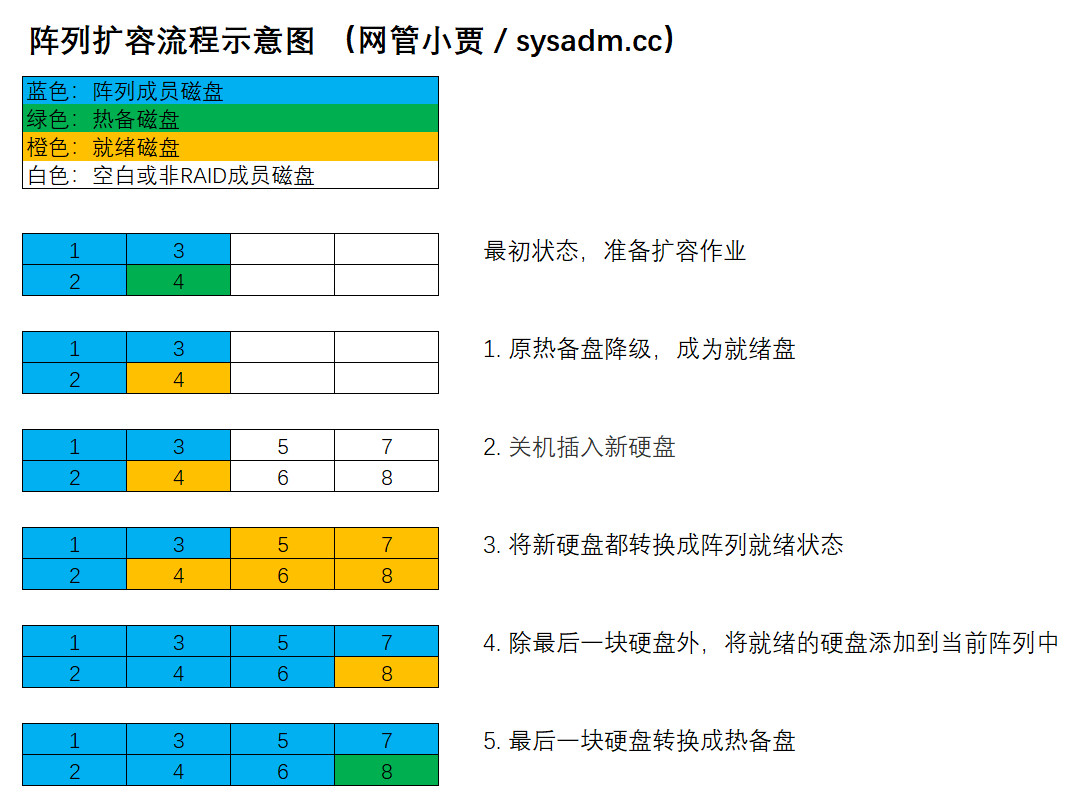 阵列扩容流程示意图 （网管小贾 / sysadm.cc）
蓝色：阵列成员磁盘
绿色：热备磁盘
橙色：就绪磁盘
白色：空白或非RAID成员磁盘
1 3
2 4
最初状态，准备扩容作业
1 3
2 4
1. 原热备盘降级，成为就绪盘
1 3 5 7
2 4 6 8
2. 关机插入新硬盘
1 3 5 7
2 4 6 8
3. 将新硬盘都转换成阵列就绪状态
1 3 5 7
2 4 6 8
4. 除最后一块硬盘外，将就绪的硬盘添加到当前阵列中
1 3 5 7
2 4 6 8
5. 最后一块硬盘转换成热备盘